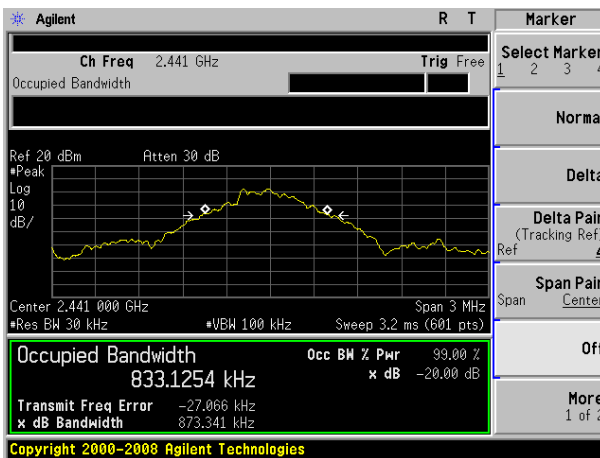 Agilent R T
Ch Freq 2.441 GHz Trig Free
Occupied Bandwidth
Ref 20 dBm Atten 30 dB
#Peak
Log
10
dB/
Center 2.441 000 GHz Span 3 MHz
#Res BW 30 kHz #VBW 100 kHz Sweep 3.2 ms (601 pts)
Occupied Bandwidth Occ BW % Pwr 99.00 %
833.1254 kHz x dB -20.00 dB
Transmit Freq Error -27.066 kHz
x dB Bandwidth 873.341 kHz
Copyright 2000-2008 Agilent Technologies
Marker
Select Marker
1 2 3 4
Norma
Delta
Delta Pair
(Tracking Ref)
Ref
Span Pair
Span Center
Off
More
1 of 2